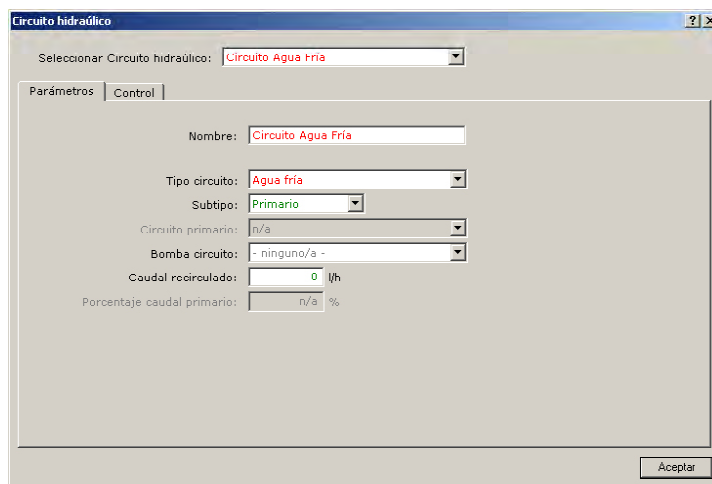 Circuito hidraúlico
Seleccionar Circuito hidraúlico: Circuito Agua Fría
Parámetros Control
Nombre: Circuito Agua Fría
Tipo circuito: Agua fría
Subtipo: Primario
Circuito primario: n/a
Bomba circuito: - ninguno/a -
Caudal recirculado: 0 l/h
Porcentaje caudal primario: n/a %
Aceptar